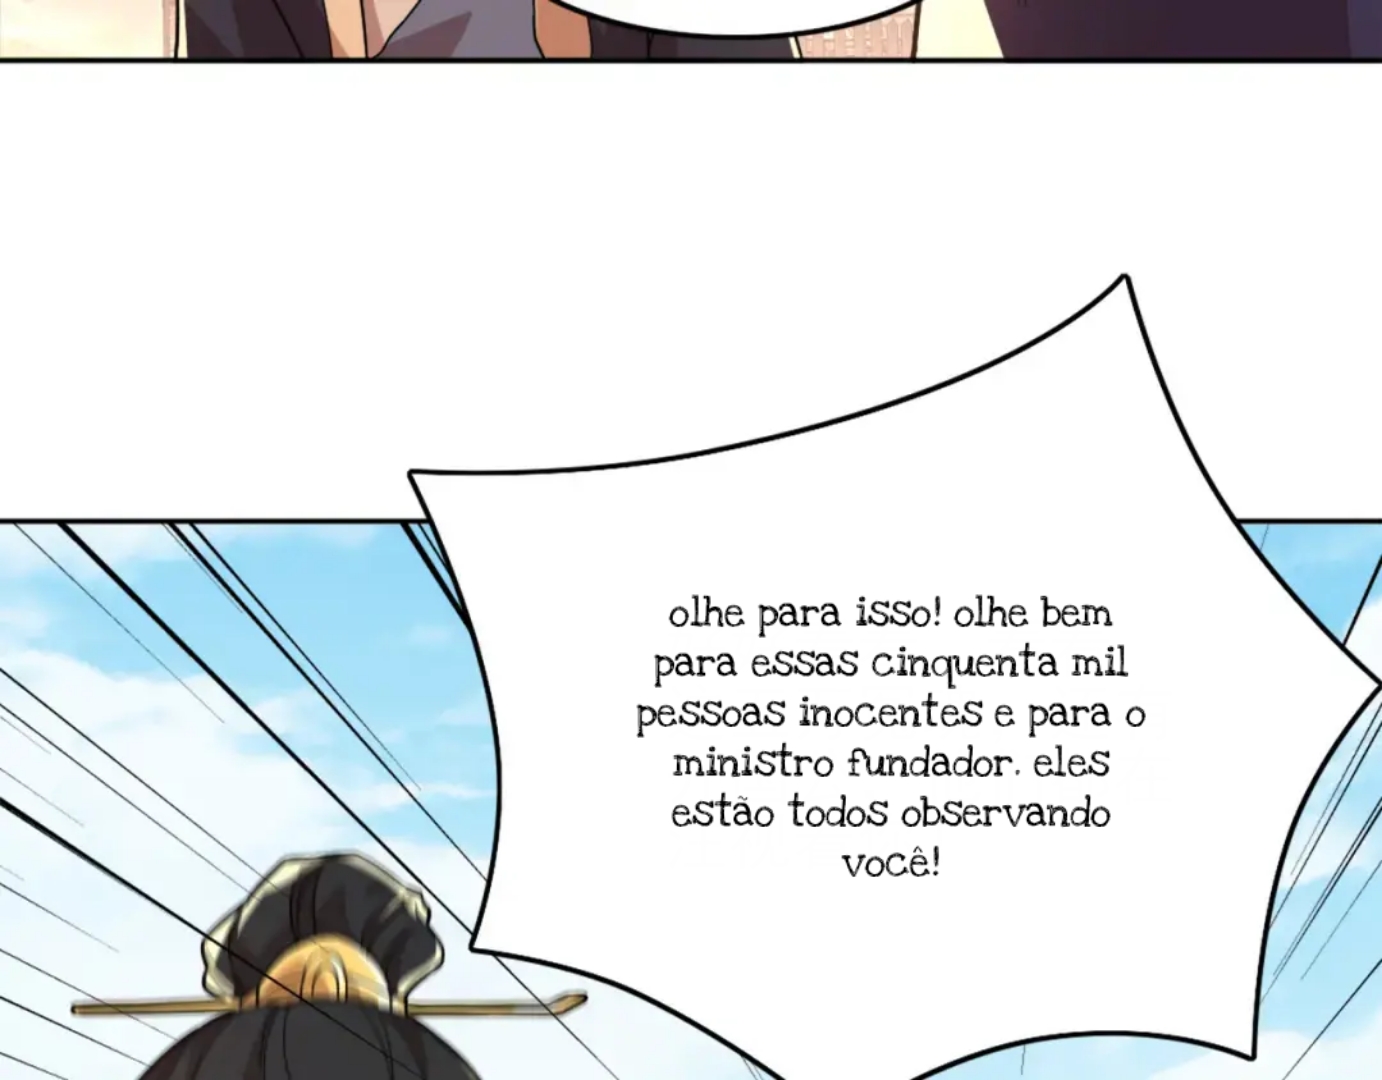 olhe para isso! olhe bem
para essas cinquenta mil
pessoas inocentes e para o
ministro fundador. eles
estão todos observando
você!